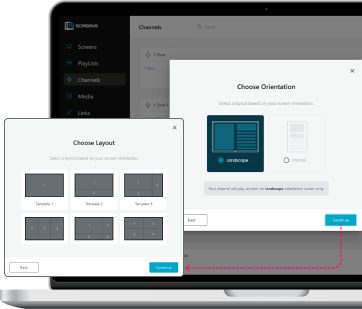 SCREENS
Channels
Search
Screens
PlayLists
Channels
Media
Links
Choose Orientation
Select a layout based on your screen orientation.
Landscape
Portrait
Your channel will play content on landscape orientation screen only.
Back
Continue
Choose Layout
Select a layout based on your screen orientation.
Template 1
Template 2
Template 3
Back
Continue